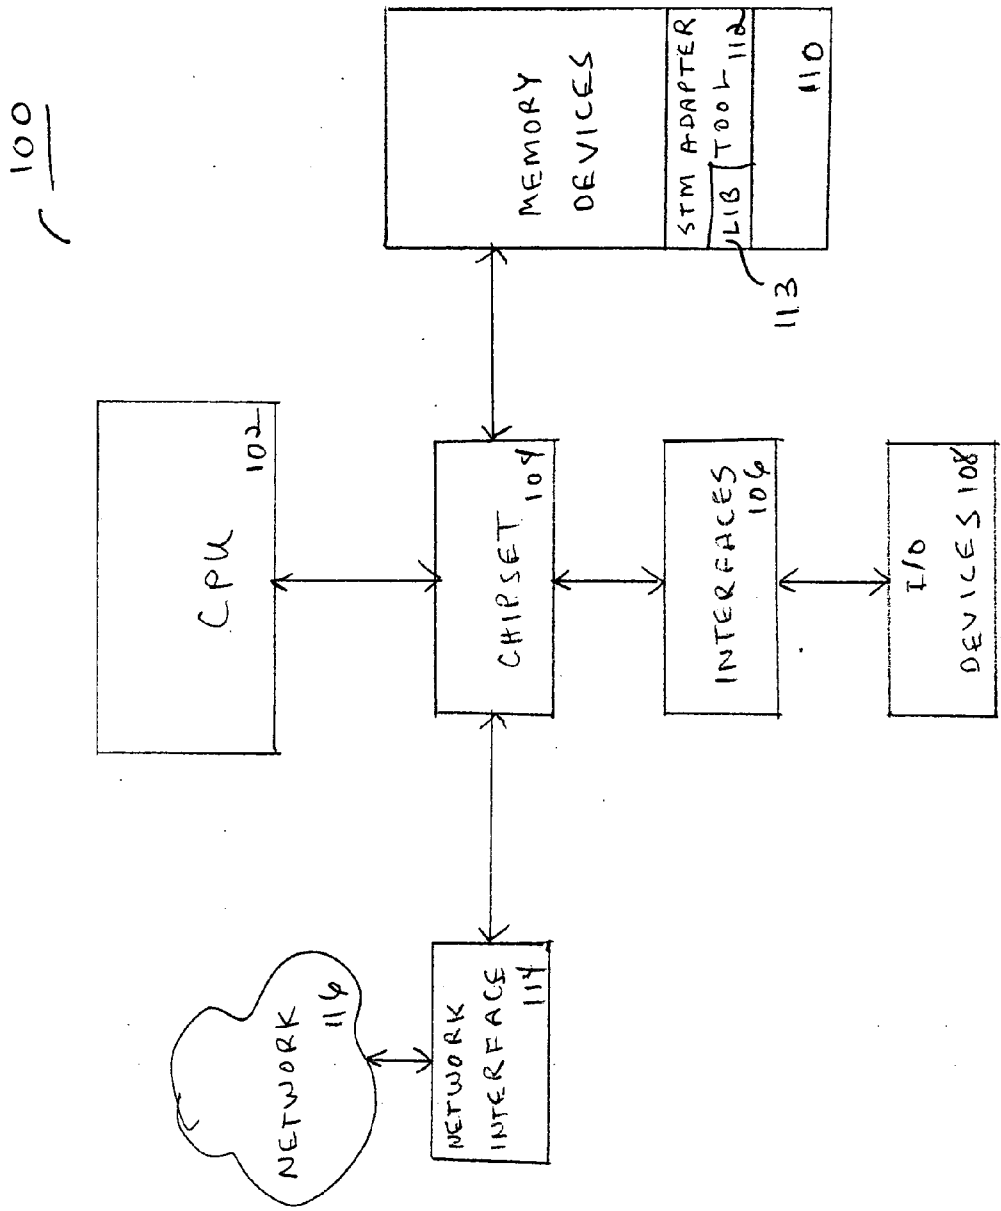 100
CPU
102
NETWORK
116
NETWORK
INTERFACE
114
CHIPSET
104
MEMORY
DEVICES
STM ADAPTER
LIB TOOL 112
110
113
INTERFACES
106
I/O
DEVICES 108